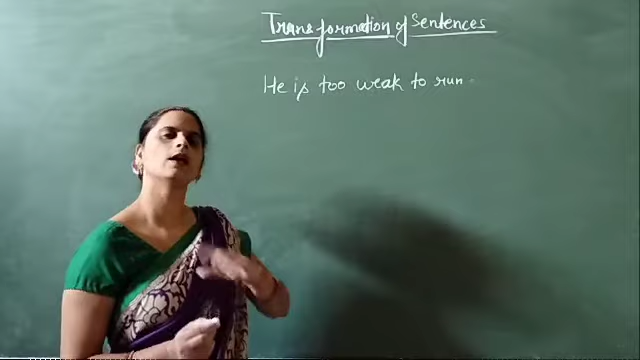 Transformation of Sentences
He is too weak to run.